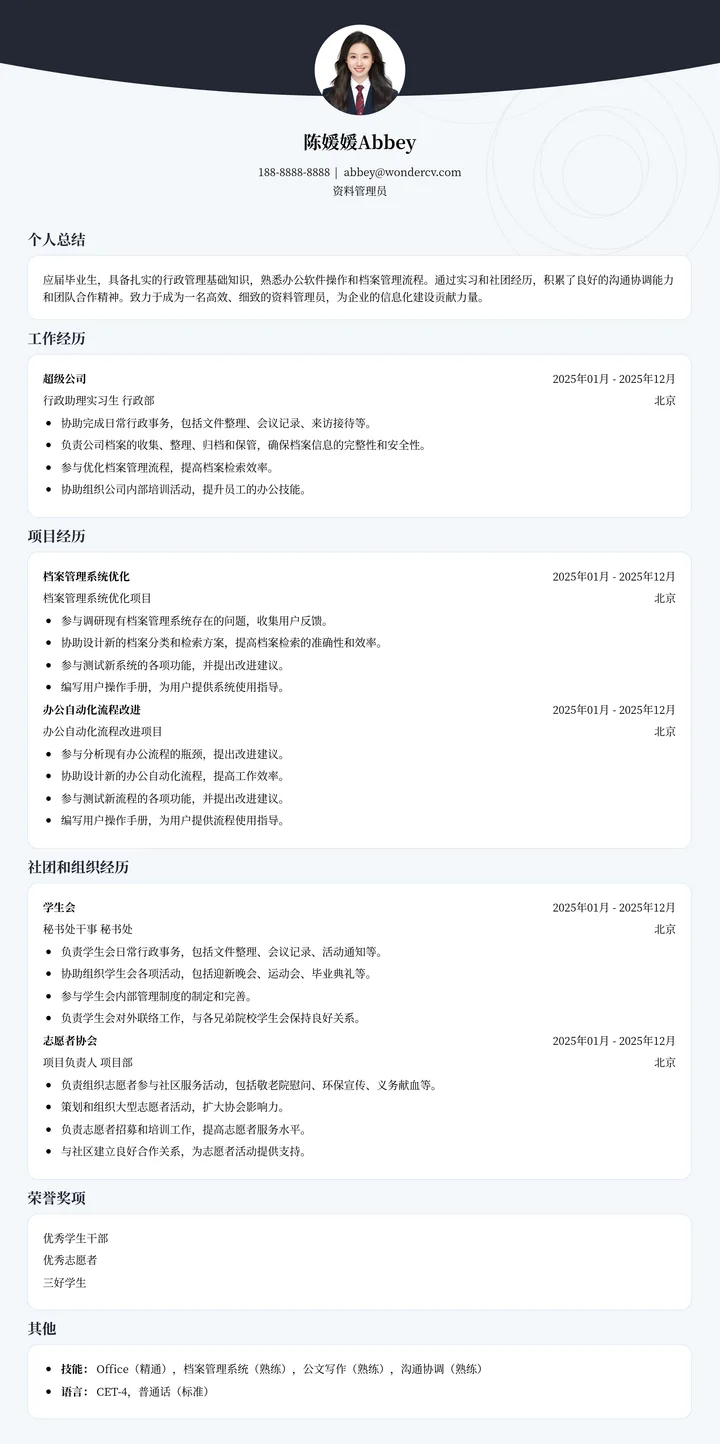 陈媛媛Abbey
188-8888-8888 | abbey@wondercv.com
资料管理员
个人总结
应届毕业生，具备扎实的行政管理基础知识，熟悉办公软件操作和档案管理流程。通过实习和社团经历，积累了良好的沟通协调能力
和团队合作精神。致力于成为一名高效、细致的资料管理员，为企业的信息化建设贡献力量。
工作经历
超级公司 2025年01月 - 2025年12月
行政助理实习生 行政部 北京
• 协助完成日常行政事务，包括文件整理、会议记录、来访接待等。
• 负责公司档案的收集、整理、归档和保管，确保档案信息的完整性和安全性。
• 参与优化档案管理流程，提高档案检索效率。
• 协助组织公司内部培训活动，提升员工的办公技能。
项目经历
档案管理系统优化 2025年01月 - 2025年12月
档案管理系统优化项目 北京
• 参与调研现有档案管理系统存在的问题，收集用户反馈。
• 协助设计新的档案分类和检索方案，提高档案检索的准确性和效率。
• 参与测试新系统的各项功能，并提出改进建议。
• 编写用户操作手册，为用户提供系统使用指导。
办公自动化流程改进 2025年01月 - 2025年12月
办公自动化流程改进项目 北京
• 参与分析现有办公流程的瓶颈，提出改进建议。
• 协助设计新的办公自动化流程，提高工作效率。
• 参与测试新流程的各项功能，并提出改进建议。
• 编写用户操作手册，为用户提供流程使用指导。
社团和组织经历
学生会 2025年01月 - 2025年12月
秘书处干事 秘书处 北京
• 负责学生会日常行政事务，包括文件整理、会议记录、活动通知等。
• 协助组织学生会各项活动，包括迎新晚会、运动会、毕业典礼等。
• 参与学生会内部管理制度的制定和完善。
• 负责学生会对外联络工作，与各兄弟院校学生会保持良好关系。
志愿者协会 2025年01月 - 2025年12月
项目负责人 项目部 北京
• 负责组织志愿者参与社区服务活动，包括敬老院慰问、环保宣传、义务献血等。
• 策划和组织大型志愿者活动，扩大协会影响力。
• 负责志愿者招募和培训工作，提高志愿者服务水平。
• 与社区建立良好合作关系，为志愿者活动提供支持。
荣誉奖项
优秀学生干部
优秀志愿者
三好学生
其他
• 技能： Office（精通）, 档案管理系统（熟练）, 公文写作（熟练）, 沟通协调（熟练）
• 语言： CET-4，普通话（标准）